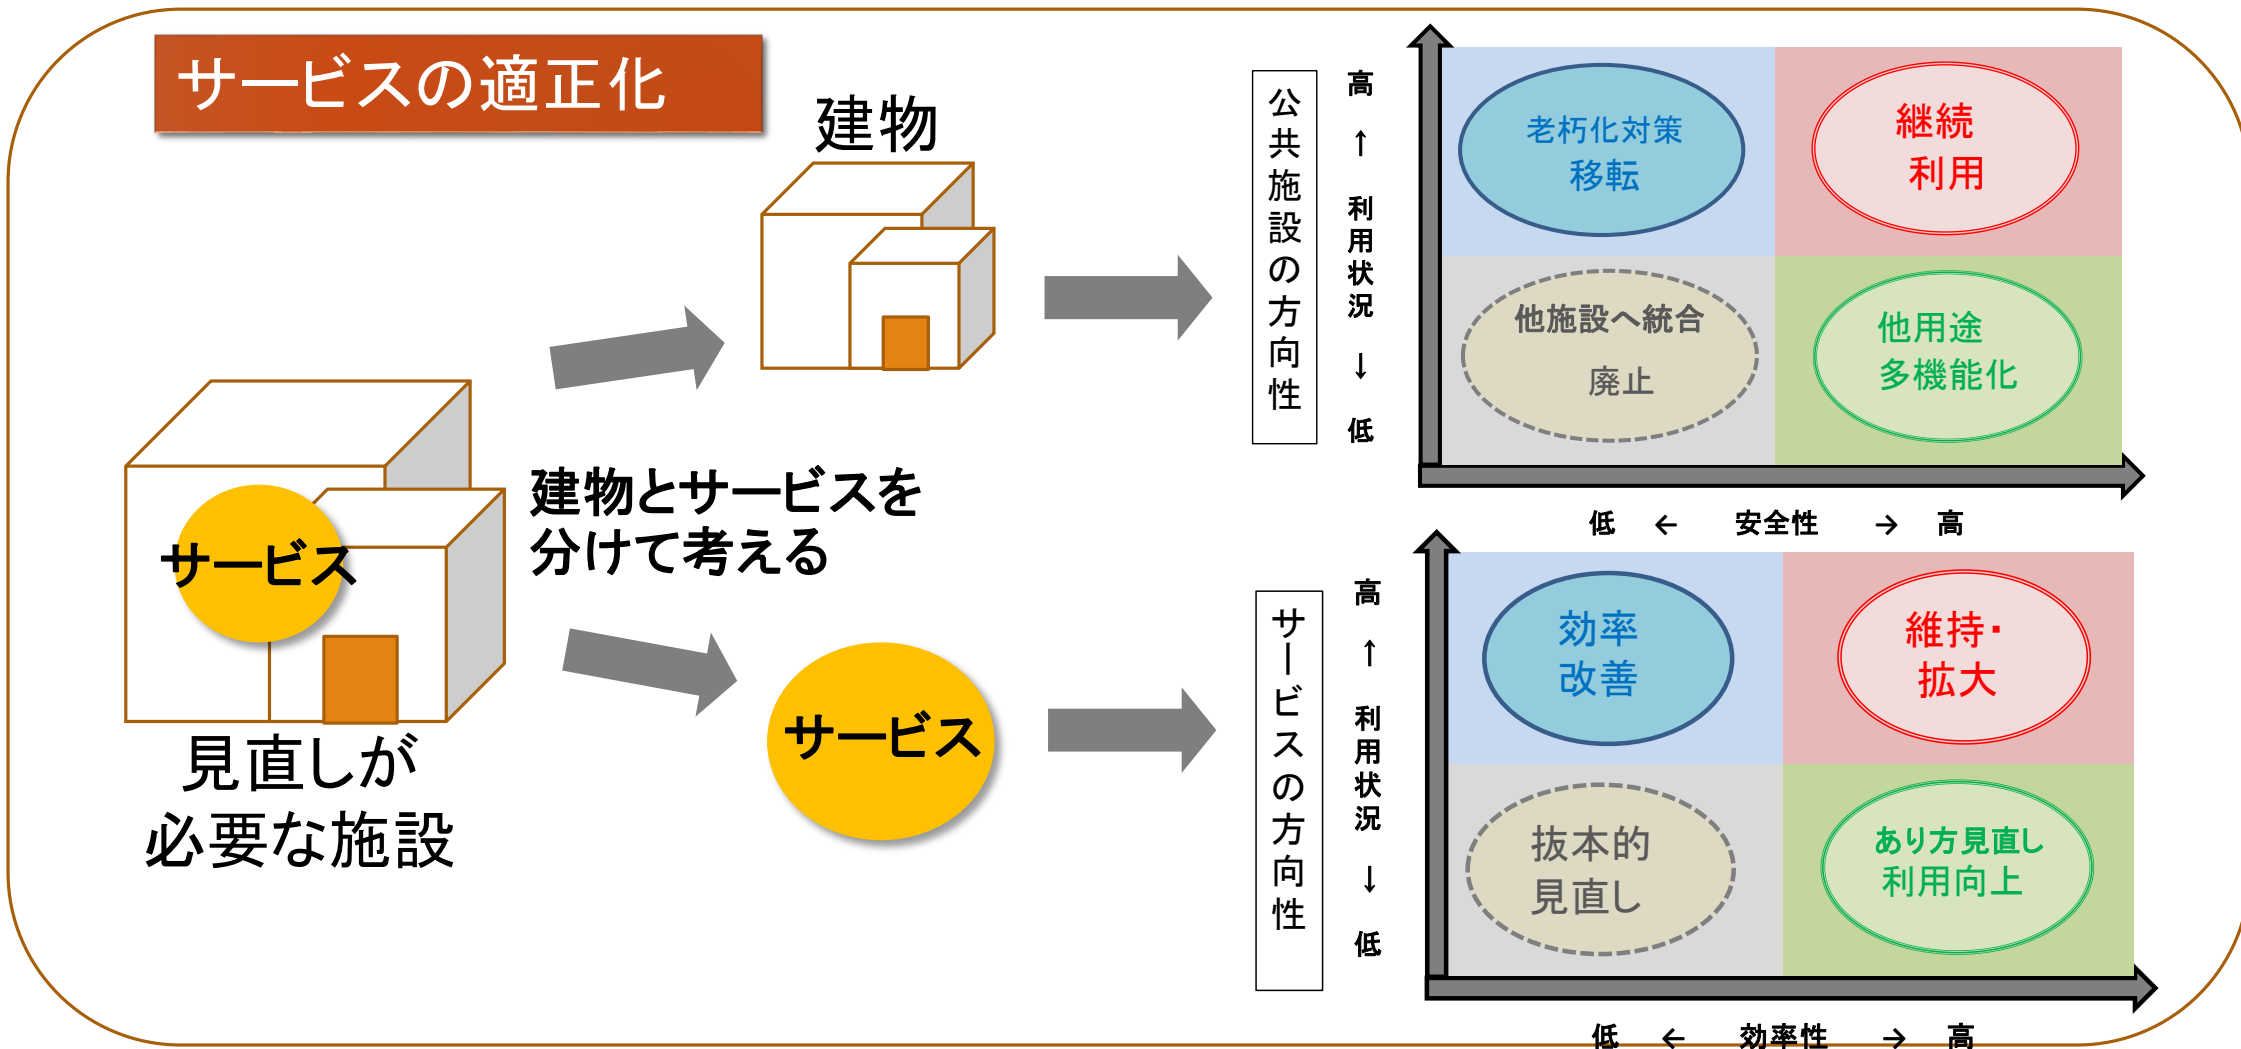 サービスの適正化
建物
サービス
見直しが
必要な施設
建物とサービスを
分けて考える
サービス
公共施設の方向性
高 ↑ 利用状況 ↓ 低
老朽化対策
移転
継続
利用
他施設へ統合
廃止
他用途
多機能化
低 ← 安全性 → 高
サービスの方向性
高 ↑ 利用状況 ↓ 低
効率
改善
維持・
拡大
抜本的
見直し
あり方見直し
利用向上
低 ← 効率性 → 高